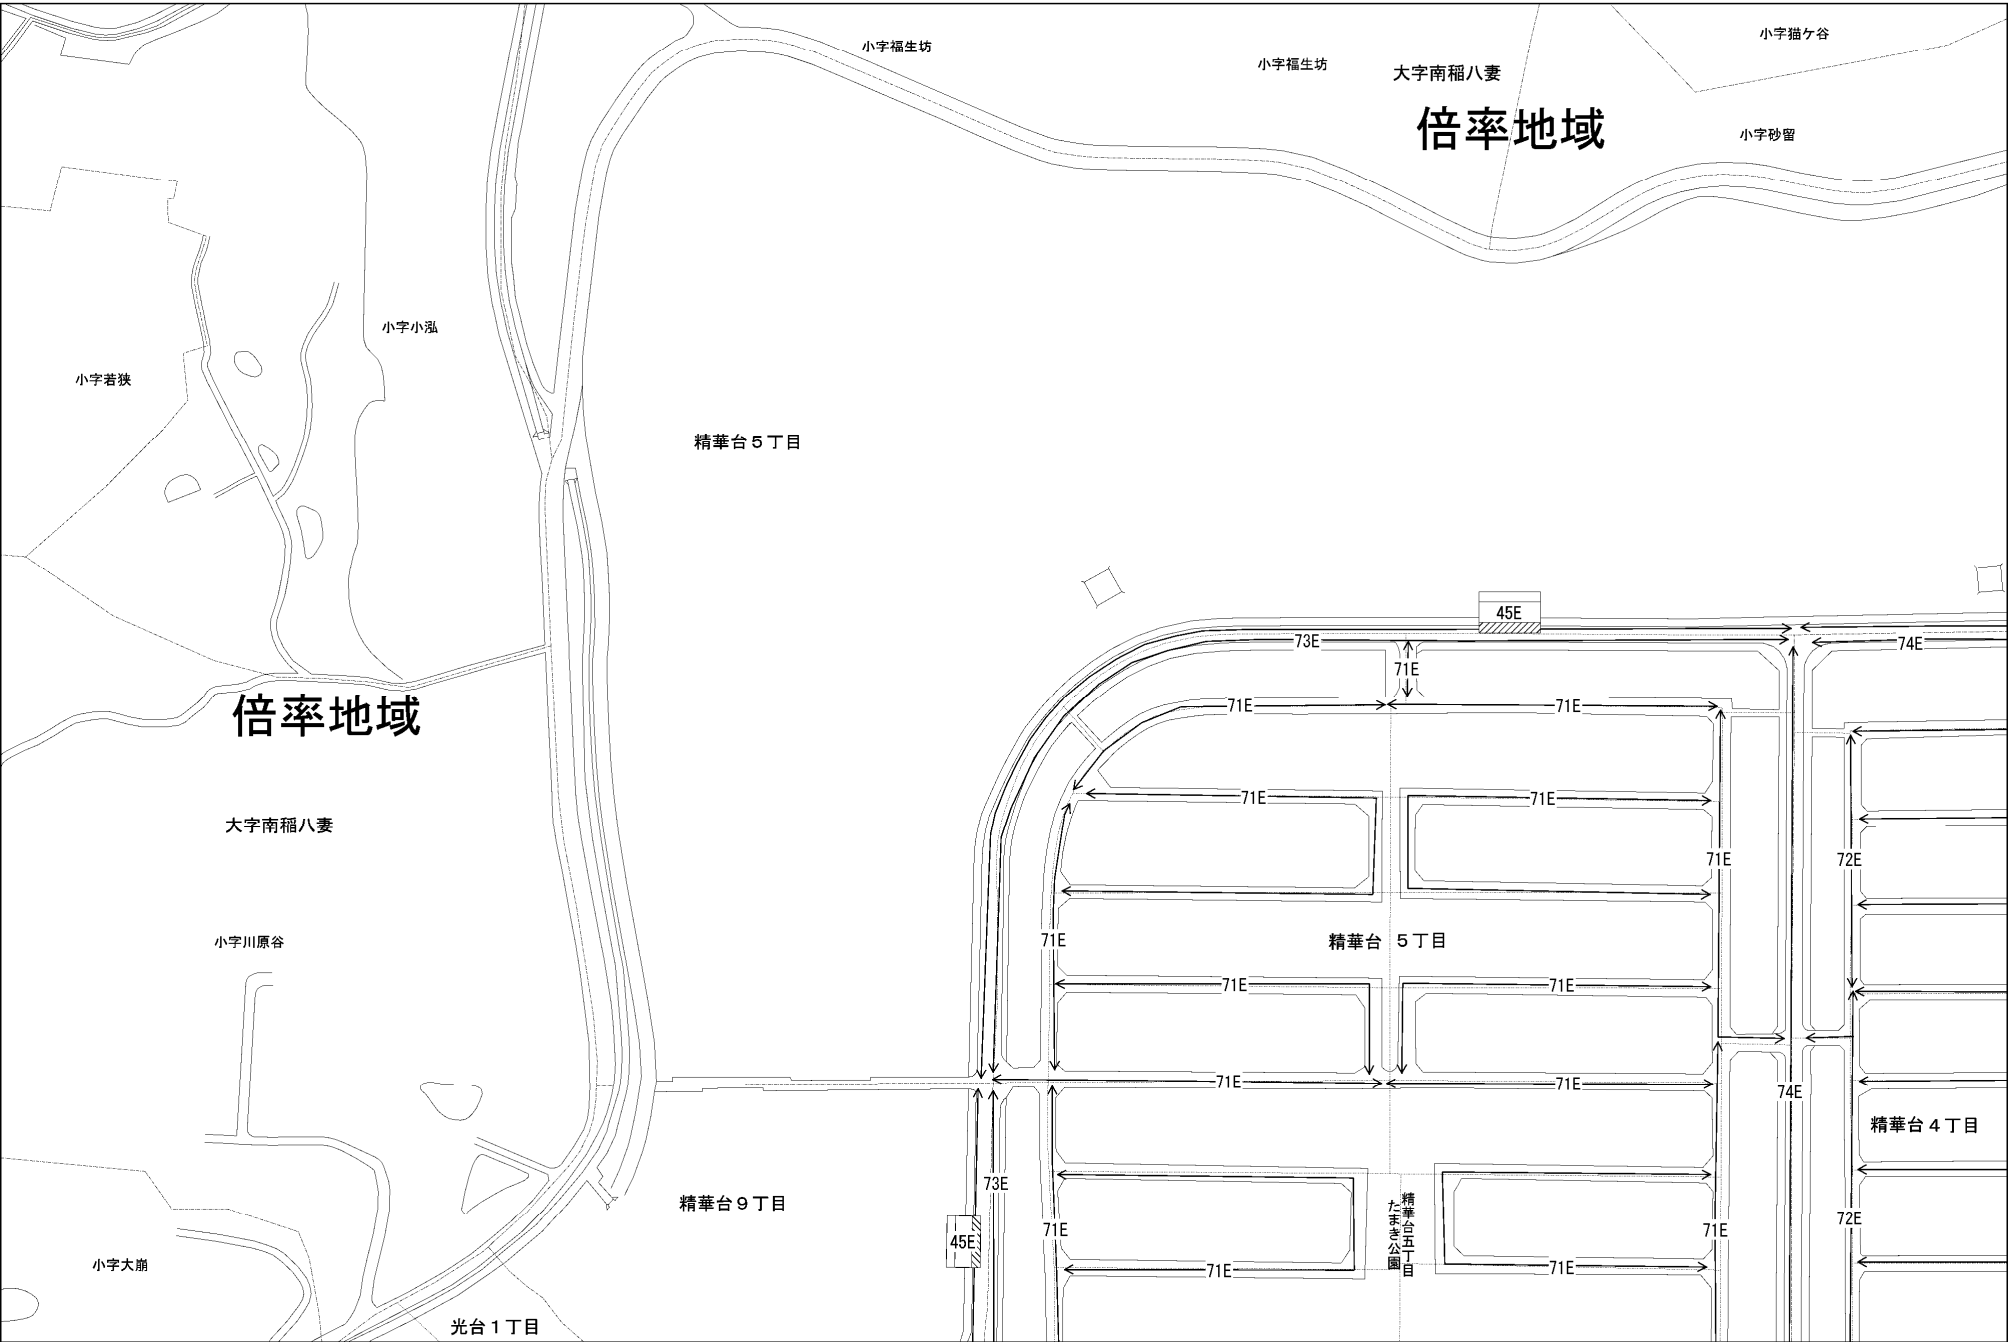 小字福生坊
小字福生坊
大字南稲八妻
小字猫ケ谷
倍率地域
小字砂留
小字小泓
小字若狭
精華台５丁目
45E
73E
74E
71E
71E
71E
倍率地域
71E
71E
大字南稲八妻
71E
72E
小字川原谷
71E
精華台 ５丁目
71E
71E
71E
71E
74E
精華台４丁目
73E
精華台９丁目
精華台五丁目
たまき公園
71E
71E
72E
45E
小字大崩
71E
71E
光台１丁目